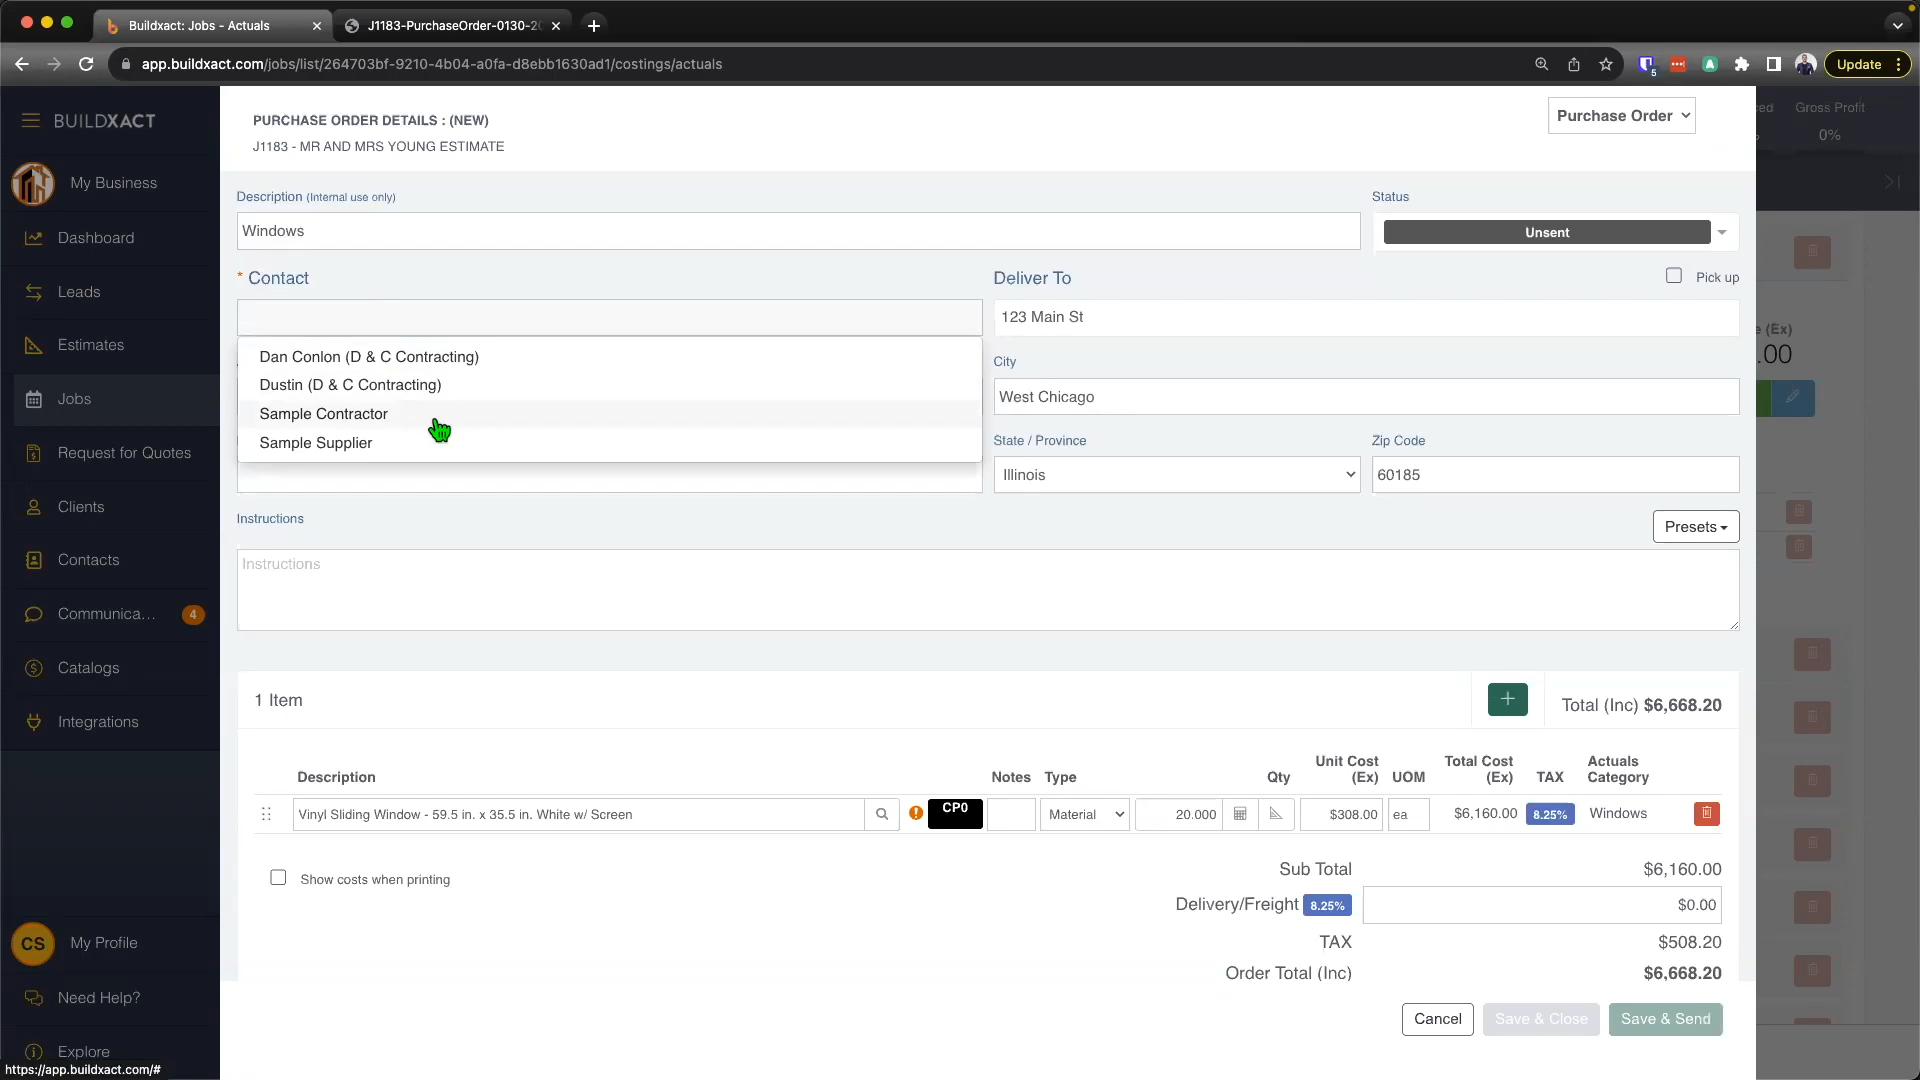 Buildxact: Jobs - Actuals
J1183-PurchaseOrder-0130-20
app.buildxact.com/jobs/list/264703bf-9210-4b04-a0fa-d8ebb1630ad1/costings/actuals
5
A
Update
BUILDXACT
My Business
Dashboard
Leads
Estimates
Jobs
Request for Quotes
Clients
Contacts
Communica...
4
Catalogs
Integrations
CS
My Profile
Need Help?
Explore
https://app.buildxact.com/#
PURCHASE ORDER DETAILS : (NEW)
J1183 - MR AND MRS YOUNG ESTIMATE
Purchase Order
Gross Profit
0%
Description (Internal use only)
Windows
Status
Unsent
* Contact
Dan Conlon (D & C Contracting)
Dustin (D & C Contracting)
Sample Contractor
Sample Supplier
Deliver To
Pick up
123 Main St
City
West Chicago
State / Province
Zip Code
Illinois
60185
(Ex)
.00
Instructions
Presets
Instructions
1 Item
+
Total (Inc) $6,668.20
Description
Notes
Type
Qty
Unit Cost (Ex)
UOM
Total Cost (Ex)
TAX
Actuals Category
Vinyl Sliding Window - 59.5 in. x 35.5 in. White w/ Screen
CP0
Material
20.000
$308.00
ea
$6,160.00
8.25%
Windows
Show costs when printing
Sub Total
$6,160.00
Delivery/Freight 8.25%
$0.00
TAX
$508.20
Order Total (Inc)
$6,668.20
Cancel
Save & Close
Save & Send